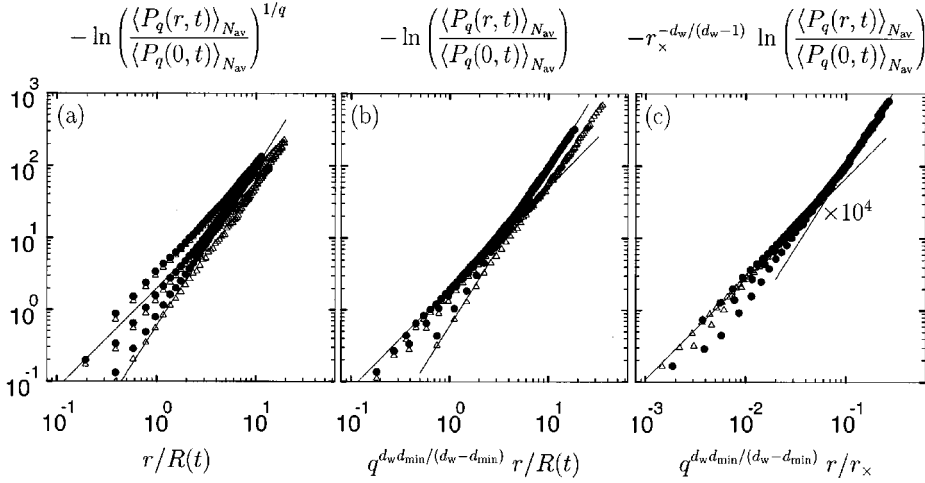 − ln (⟨P_q(r, t)⟩_{N_av} / ⟨P_q(0, t)⟩_{N_av})^{1/q}
− ln (⟨P_q(r, t)⟩_{N_av} / ⟨P_q(0, t)⟩_{N_av})
−r_×^{−d_w/(d_w−1)} ln (⟨P_q(r, t)⟩_{N_av} / ⟨P_q(0, t)⟩_{N_av})
10^3
10^2
10^1
10^0
10^{-1}
(a)
(b)
(c)
×10^4
10^{-1} 10^0 10^1
10^{-1} 10^0 10^1
10^{-3} 10^{-2} 10^{-1}
r/R(t)
q^{d_w d_min/(d_w−d_min)} r/R(t)
q^{d_w d_min/(d_w−d_min)} r/r_×